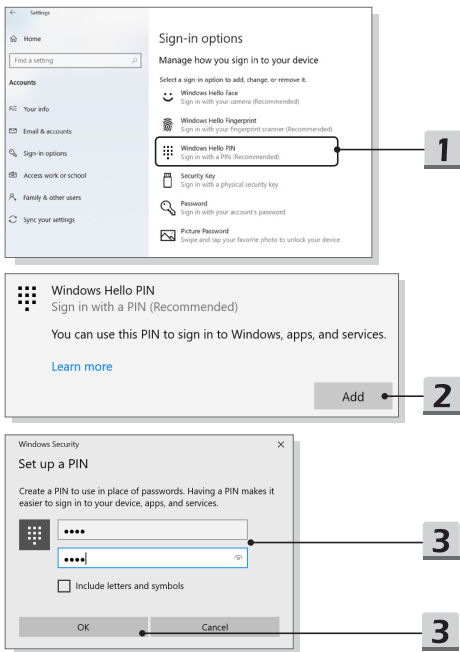 Settings
Home
Sign-in options
Find a setting
Manage how you sign in to your device
Accounts
Select a sign-in option to add, change, or remove it.
Windows Hello Face
Sign in with your camera (Recommended)
Your info
Windows Hello Fingerprint
Sign in with your fingerprint scanner (Recommended)
Email & accounts
Windows Hello PIN
Sign in with a PIN (Recommended)
1
Sign-in options
Security Key
Sign in with a physical security key
Access work or school
Password
Sign in with your account's password
Family & other users
Sync your settings
Picture Password
Swipe and tap your favorite photo to unlock your device
Windows Hello PIN
Sign in with a PIN (Recommended)
You can use this PIN to sign in to Windows, apps, and services.
Learn more
Add
2
Windows Security
Set up a PIN
Create a PIN to use in place of passwords. Having a PIN makes it
easier to sign in to your device, apps, and services.
••••
3
••••
Include letters and symbols
OK Cancel
3